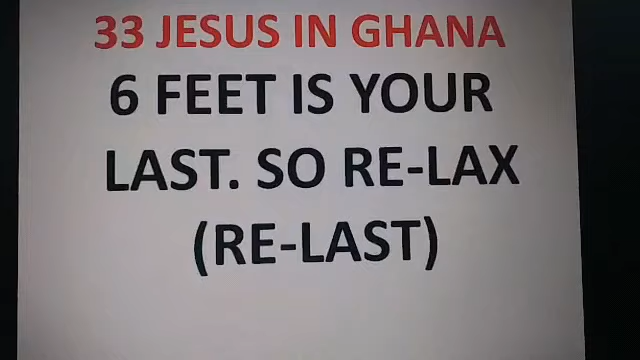 33 JESUS IN GHANA
6 FEET IS YOUR
LAST. SO RE-LAX
(RE-LAST)